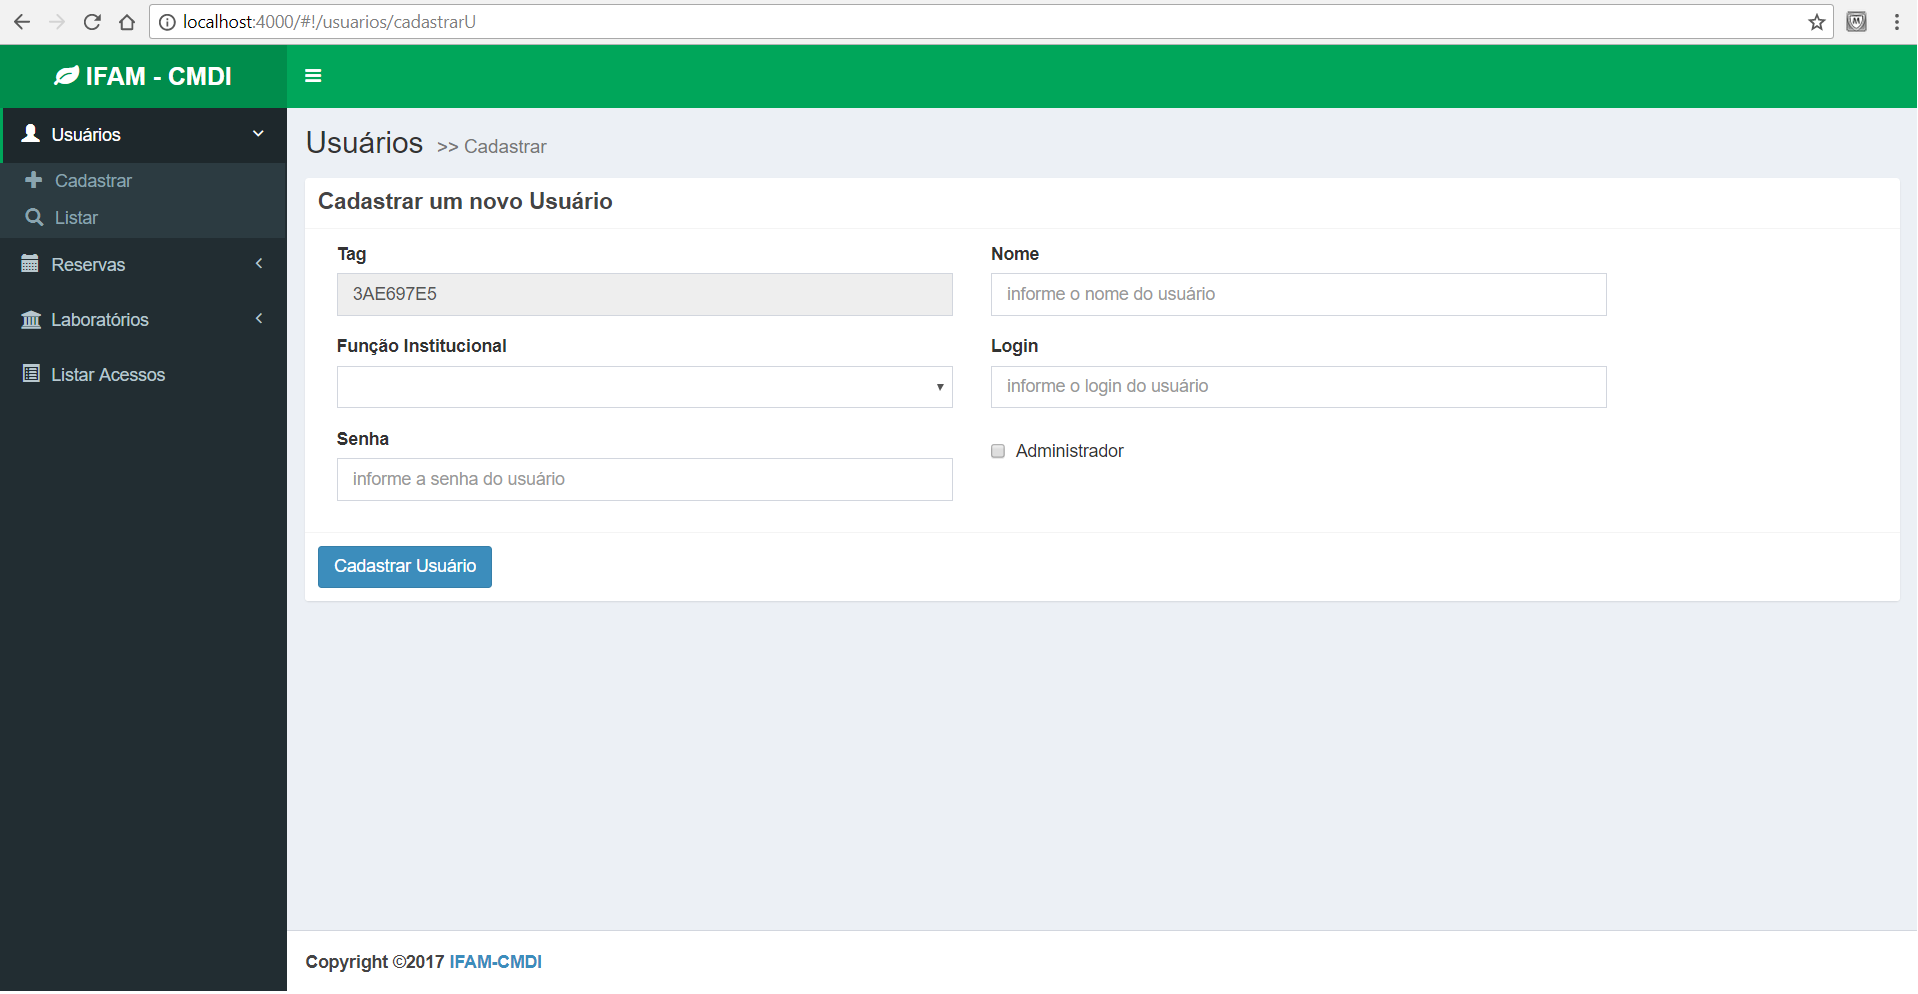 localhost:4000/#!/usuarios/cadastrarU
IFAM - CMDI
Usuários
Cadastrar
Listar
Reservas
Laboratórios
Listar Acessos
Usuários >> Cadastrar
Cadastrar um novo Usuário
Tag
3AE697E5
Nome
informe o nome do usuário
Função Institucional
Login
informe o login do usuário
Senha
informe a senha do usuário
Administrador
Cadastrar Usuário
Copyright ©2017 IFAM-CMDI